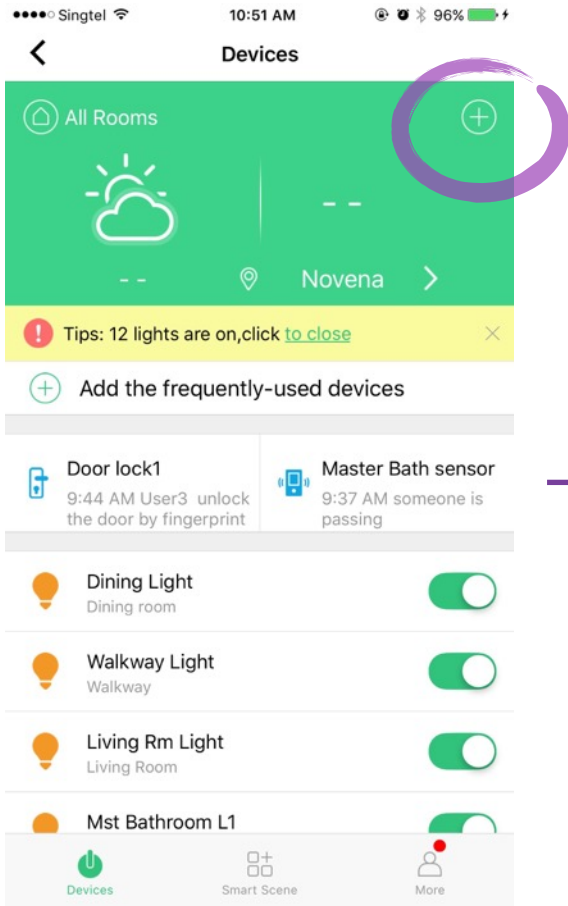 Singtel 10:51 AM 96%
Devices
All Rooms
- -
- - Novena
Tips: 12 lights are on,click to close
Add the frequently-used devices
Door lock1
9:44 AM User3 unlock
the door by fingerprint
Master Bath sensor
9:37 AM someone is
passing
Dining Light
Dining room
Walkway Light
Walkway
Living Rm Light
Living Room
Mst Bathroom L1
Devices Smart Scene More